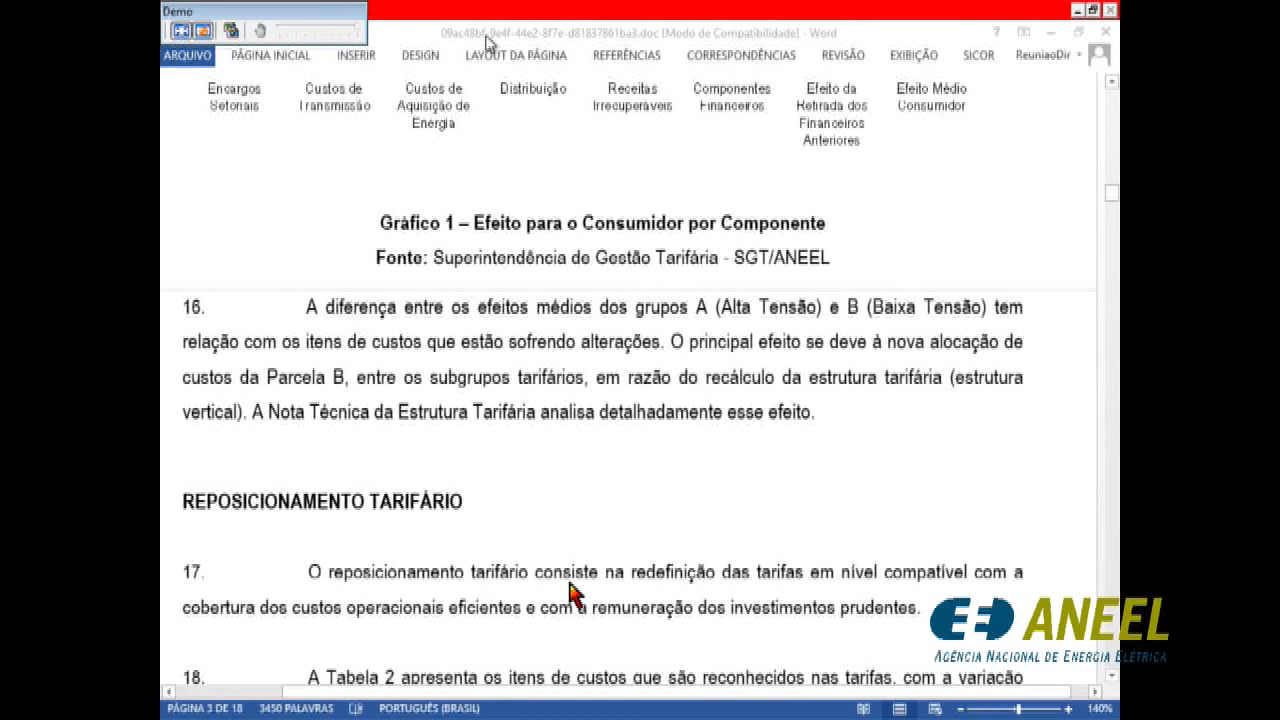 Demo
09ac48bf-9e4f-44e2-8f7e-d81837861ba3.doc [Modo de Compatibilidade] - Word
ARQUIVO PÁGINA INICIAL INSERIR DESIGN LAYOUT DA PÁGINA REFERÊNCIAS CORRESPONDÊNCIAS REVISÃO EXIBIÇÃO SICOR ReuniaoDir
Encargos Setoriais
Custos de Transmissão
Custos de Aquisição de Energia
Distribuição
Receitas Irrecuperáveis
Componentes Financeiros
Efeito da Retirada dos Financeiros Anteriores
Efeito Médio Consumidor
Gráfico 1 – Efeito para o Consumidor por Componente
Fonte: Superintendência de Gestão Tarifária - SGT/ANEEL
16. A diferença entre os efeitos médios dos grupos A (Alta Tensão) e B (Baixa Tensão) tem
relação com os itens de custos que estão sofrendo alterações. O principal efeito se deve à nova alocação de
custos da Parcela B, entre os subgrupos tarifários, em razão do recálculo da estrutura tarifária (estrutura
vertical). A Nota Técnica da Estrutura Tarifária analisa detalhadamente esse efeito.
REPOSICIONAMENTO TARIFÁRIO
17. O reposicionamento tarifário consiste na redefinição das tarifas em nível compatível com a
cobertura dos custos operacionais eficientes e com a remuneração dos investimentos prudentes.
ANEEL
AGÊNCIA NACIONAL DE ENERGIA ELÉTRICA
18. A Tabela 2 apresenta os itens de custos que são reconhecidos nas tarifas, com a variação
PÁGINA 3 DE 18 3450 PALAVRAS PORTUGUÊS (BRASIL) 140%